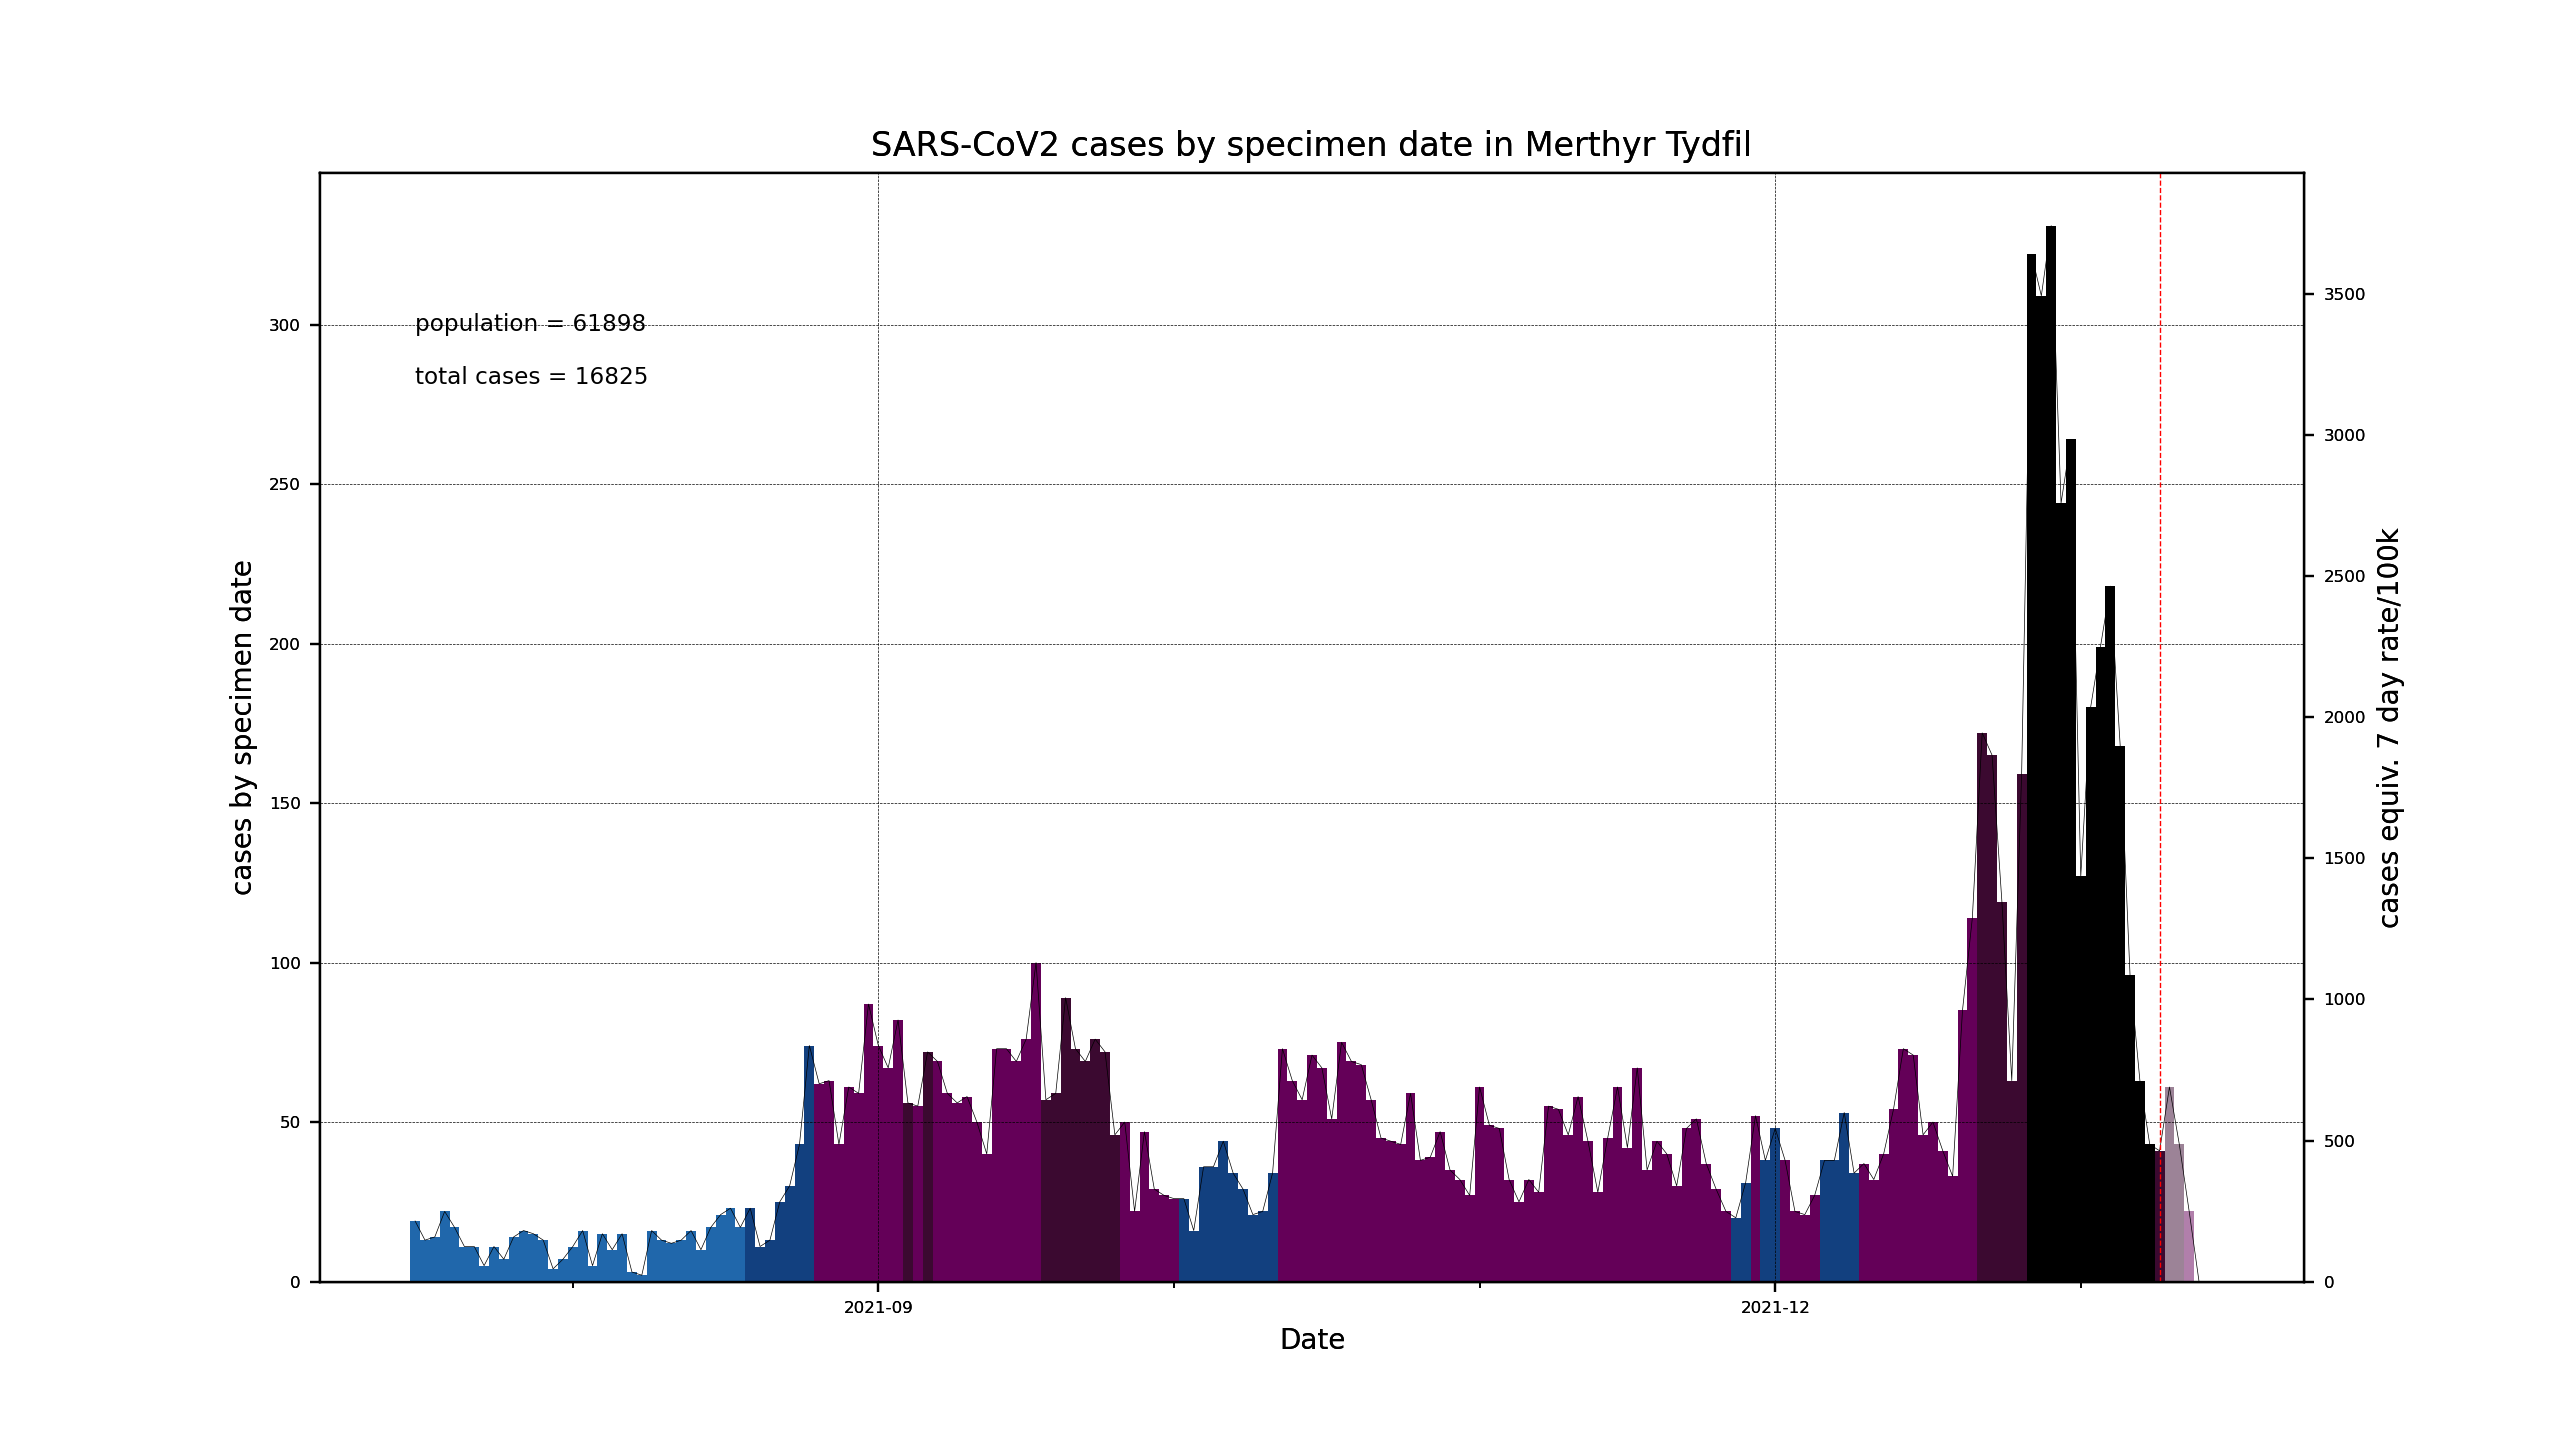 SARS-CoV2 cases by specimen date in Merthyr Tydfil
population = 61898
total cases = 16825
cases by specimen date
300
250
200
150
100
50
0
3500
3000
2500
2000
1500
1000
500
0
cases equiv. 7 day rate/100k
2021-09
2021-12
Date